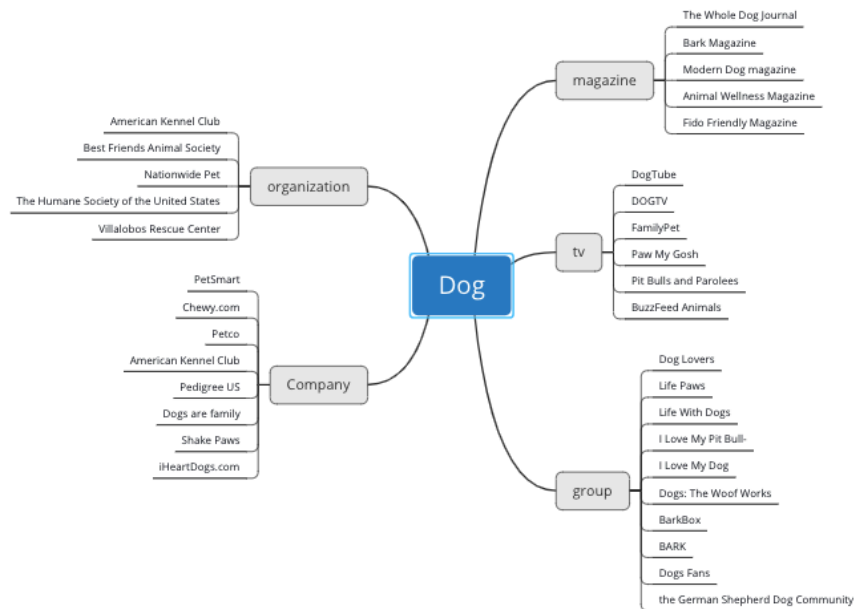 Dog
magazine
The Whole Dog Journal
Bark Magazine
Modern Dog magazine
Animal Wellness Magazine
Fido Friendly Magazine
tv
DogTube
DOGTV
FamilyPet
Paw My Gosh
Pit Bulls and Parolees
BuzzFeed Animals
group
Dog Lovers
Life Paws
Life With Dogs
I Love My Pit Bull-
I Love My Dog
Dogs: The Woof Works
BarkBox
BARK
Dogs Fans
the German Shepherd Dog Community
organization
American Kennel Club
Best Friends Animal Society
Nationwide Pet
The Humane Society of the United States
Villalobos Rescue Center
Company
PetSmart
Chewy.com
Petco
American Kennel Club
Pedigree US
Dogs are family
Shake Paws
iHeartDogs.com